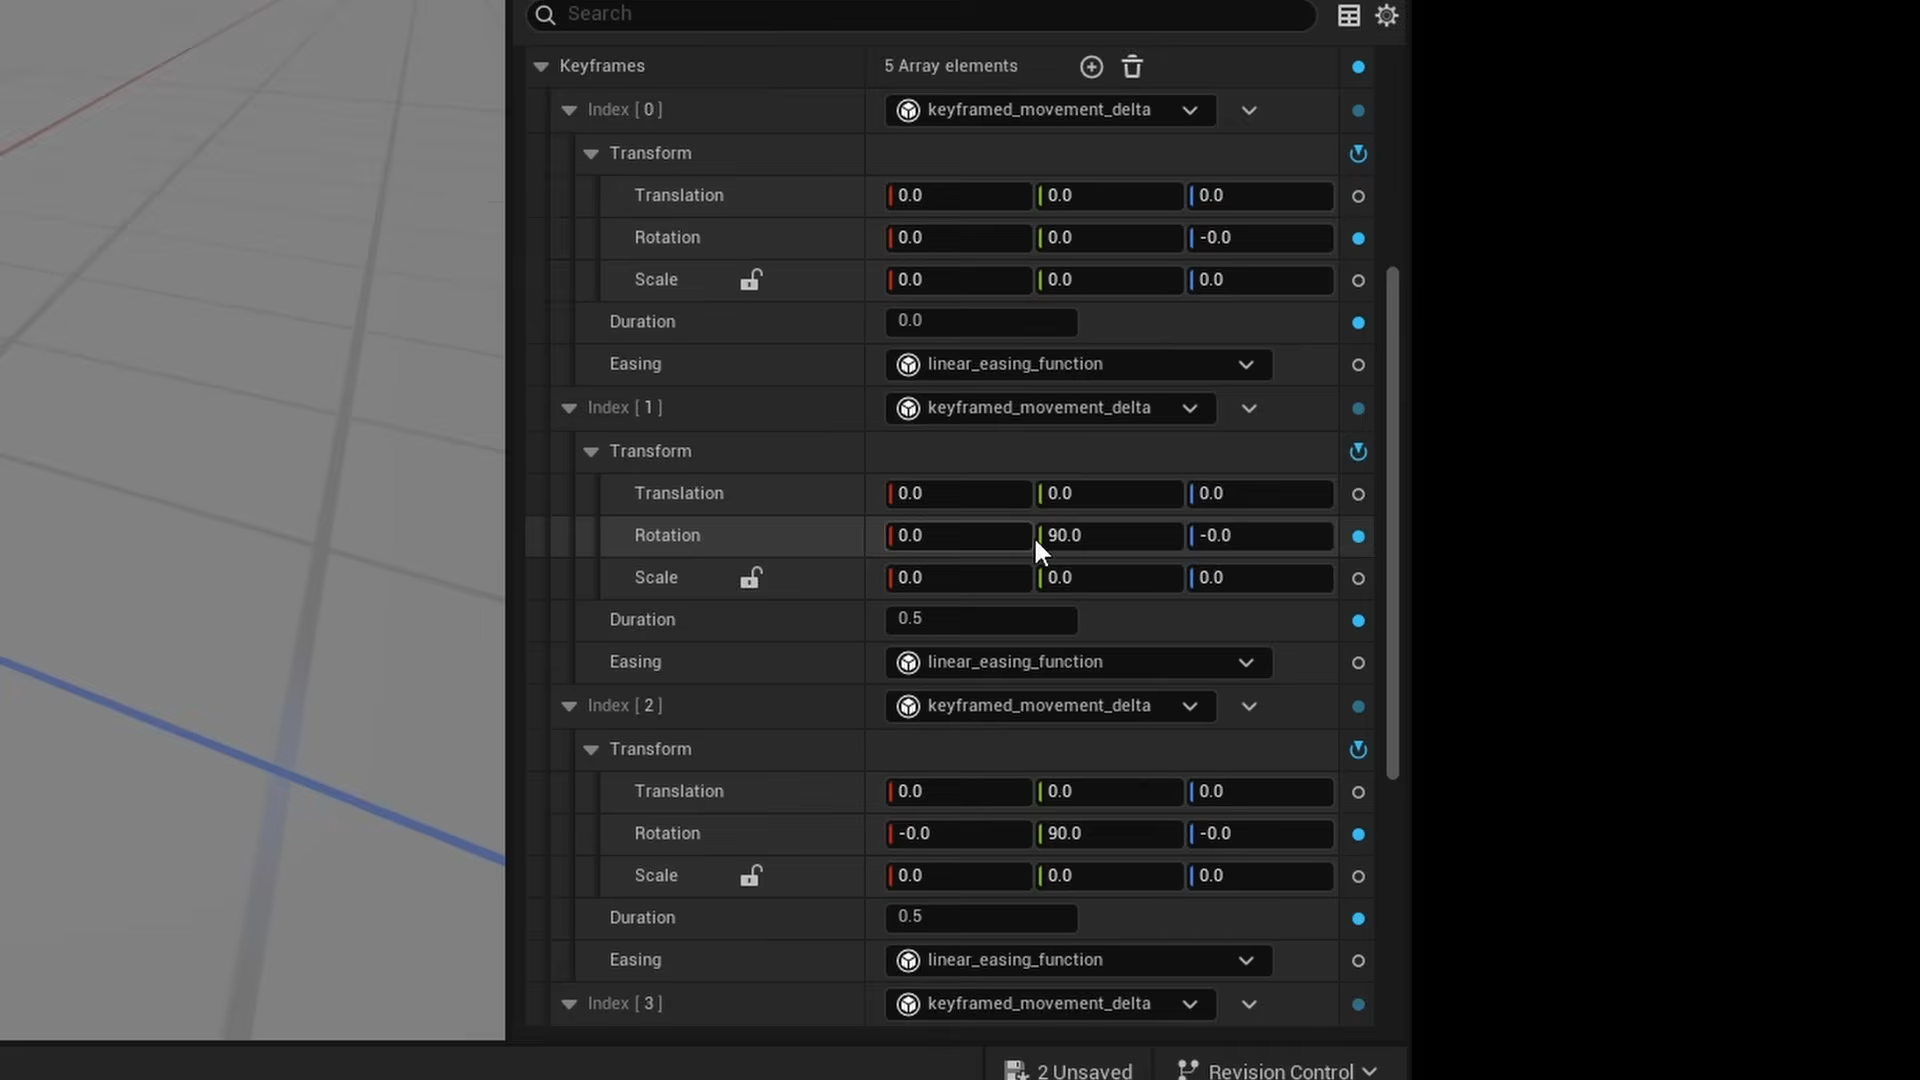 Search
Keyframes 5 Array elements
Index [ 0 ] keyframed_movement_delta
Transform
Translation 0.0 0.0 0.0
Rotation 0.0 0.0 -0.0
Scale 0.0 0.0 0.0
Duration 0.0
Easing linear_easing_function
Index [ 1 ] keyframed_movement_delta
Transform
Translation 0.0 0.0 0.0
Rotation 0.0 90.0 -0.0
Scale 0.0 0.0 0.0
Duration 0.5
Easing linear_easing_function
Index [ 2 ] keyframed_movement_delta
Transform
Translation 0.0 0.0 0.0
Rotation -0.0 90.0 -0.0
Scale 0.0 0.0 0.0
Duration 0.5
Easing linear_easing_function
Index [ 3 ] keyframed_movement_delta
2 Unsaved Revision Control